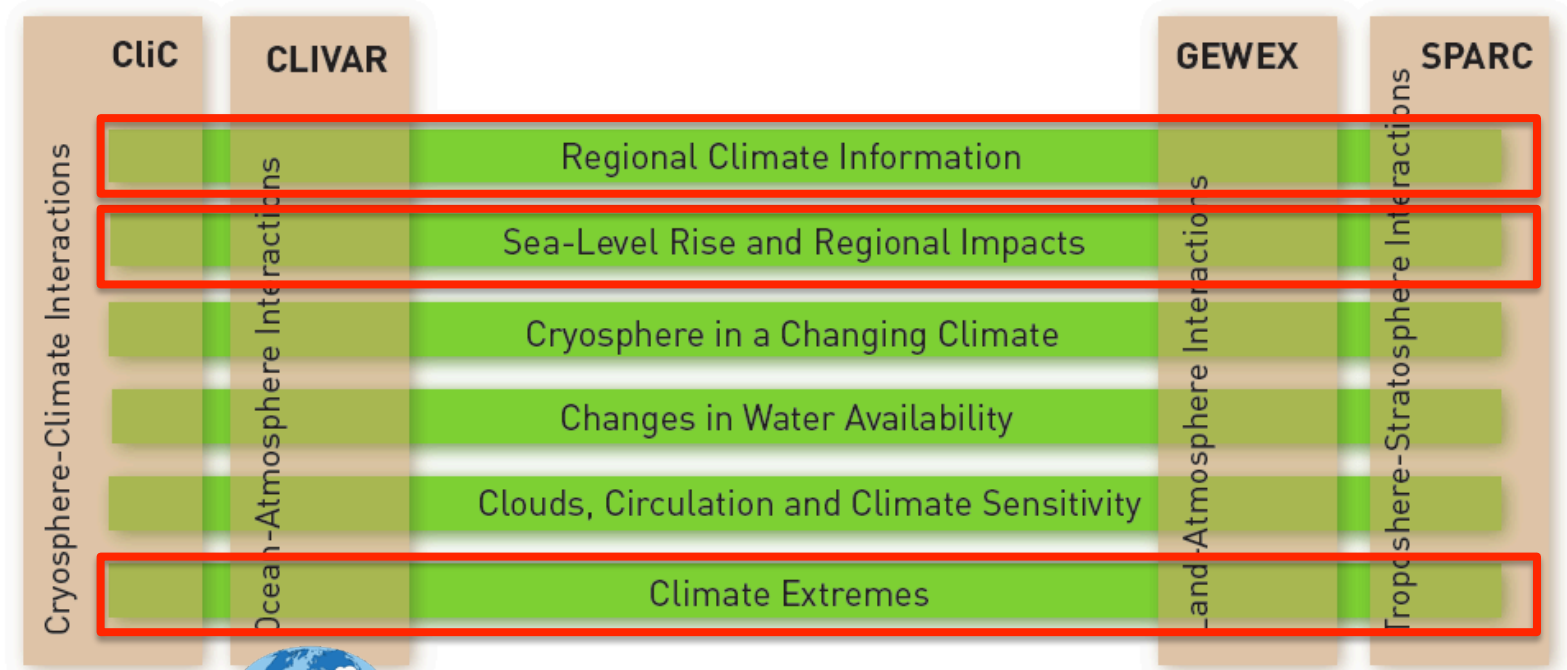 CliC
CLIVAR
GEWEX
SPARC
Cryosphere-Climate Interactions
Ocean-Atmosphere Interactions
Land-Atmosphere Interactions
Troposhere-Stratosphere Interactions
Regional Climate Information
Sea-Level Rise and Regional Impacts
Cryosphere in a Changing Climate
Changes in Water Availability
Clouds, Circulation and Climate Sensitivity
Climate Extremes